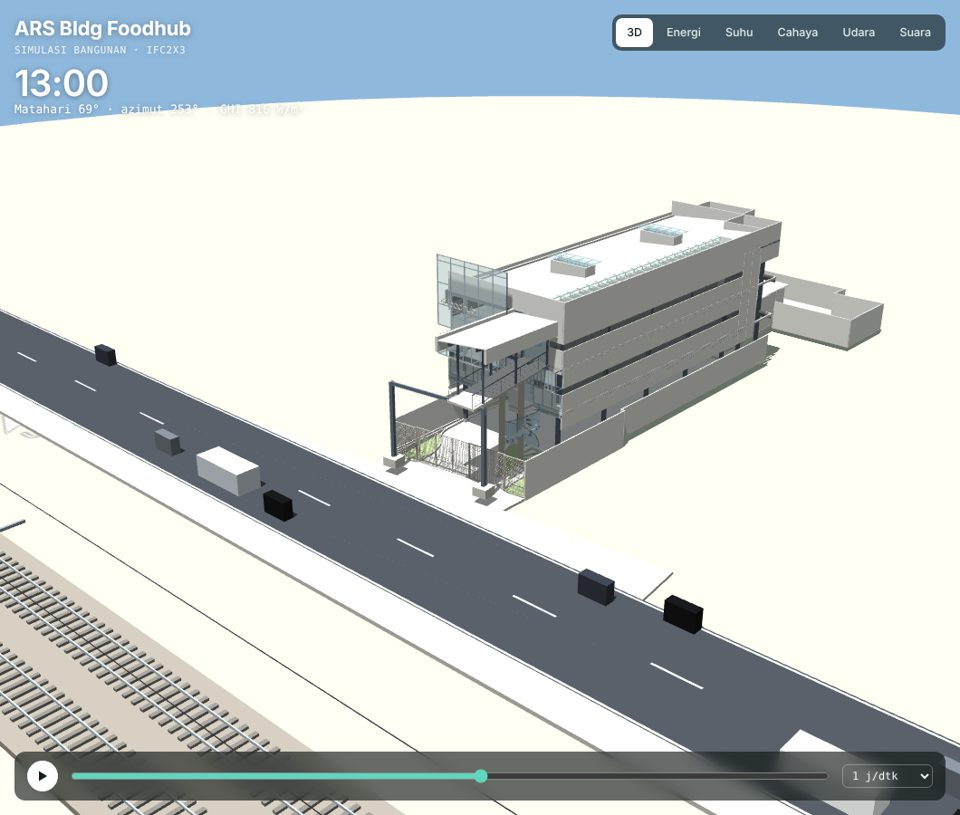 ARS Bldg Foodhub
SIMULASI BANGUNAN · IFC2X3
13:00
Matahari 69° · azimut 253° · GHI 816 W/m²
3D
Energi
Suhu
Cahaya
Udara
Suara
1 j/dtk